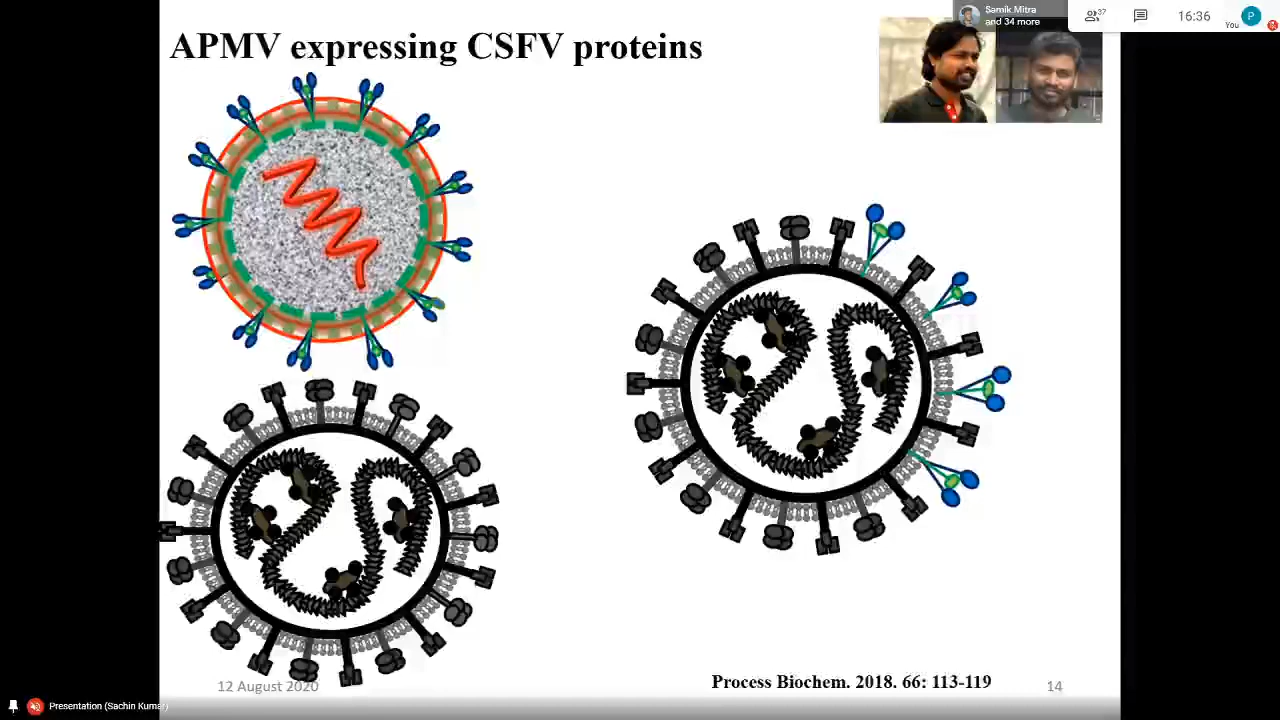 APMV expressing CSFV proteins
Samik Mitra
and 34 more
37
16:36
You
P
Process Biochem. 2018. 66: 113-119
12 August 2020
14
Presentation (Sachin Kumar)